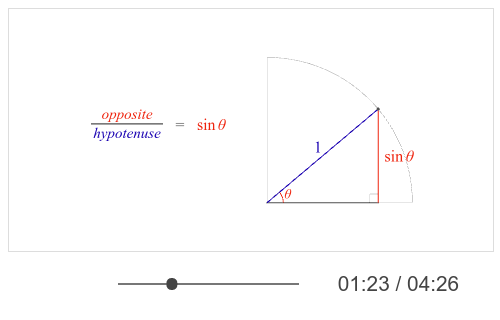 opposite
hypotenuse
= sin θ
1
sin θ
θ
01:23 / 04:26